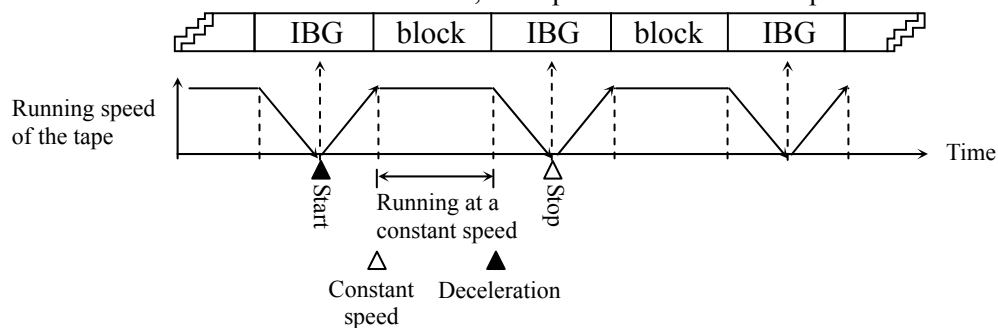 IBG block IBG block IBG
Running speed
of the tape
Time
Start
Stop
Running at a
constant speed
Constant
speed
Deceleration